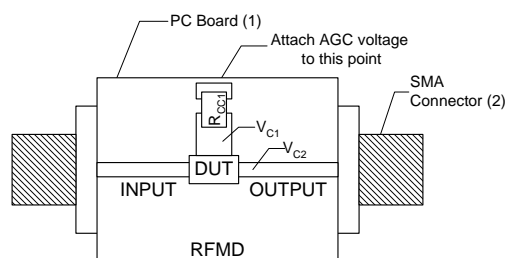 PC Board (1)
Attach AGC voltage
to this point
SMA
Connector (2)
RCC1
VC1
VC2
DUT
INPUT
OUTPUT
RFMD